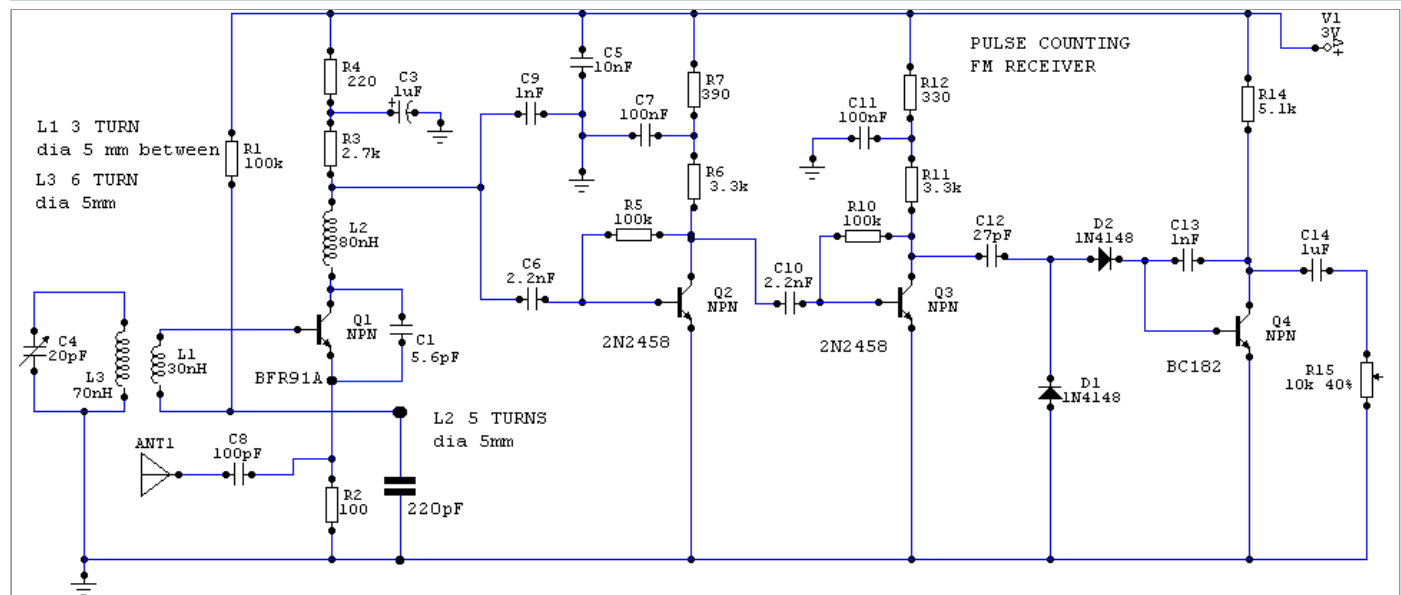 PULSE COUNTING
FM RECEIVER
V1
3V
+V
R4
220
C3
1uF
+
C9
1nF
C5
10nF
C7
100nF
R7
390
C11
100nF
R12
330
R14
5.1k
L1 3 TURN
dia 5 mm between
L3 6 TURN
dia 5mm
R1
100k
R3
2.7k
R6
3.3k
R11
3.3k
L2
80nH
R5
100k
R10
100k
C12
27pF
D2
1N4148
C13
1nF
C14
1uF
C6
2.2nF
C10
2.2nF
Q2
NPN
2N2458
Q3
NPN
2N2458
Q4
NPN
BC182
C4
20pF
L3
70nH
L1
30nH
Q1
NPN
BFR91A
C1
5.6pF
D1
1N4148
R15
10k 40%
L2 5 TURNS
dia 5mm
ANT1
C8
100pF
R2
100
220pF